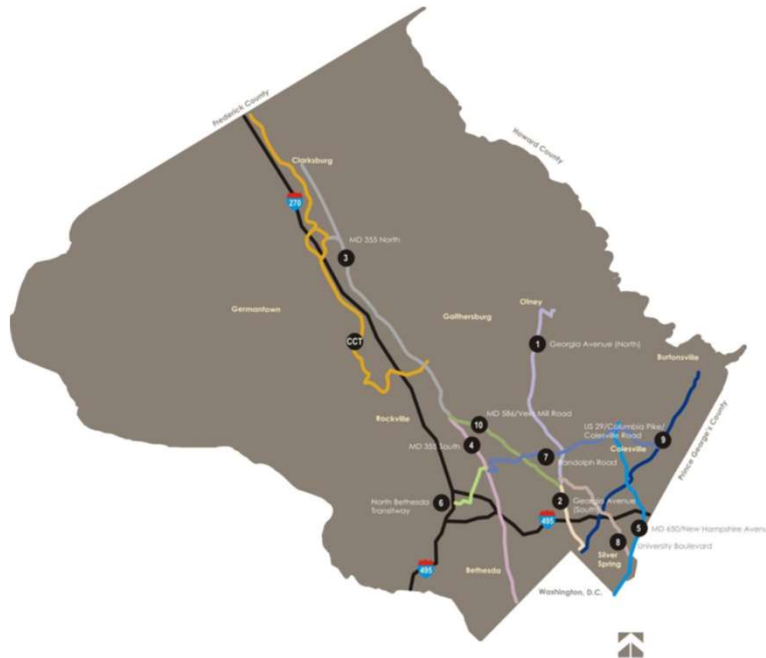 Frederick County
Howard County
Clarksburg
270
MD 355 North
3
Germantown
Gaithersburg
Olney
CCT
1
Georgia Avenue (North)
Burtonsville
Rockville
MD 586/Veirs Mill Road
10
US 29/Columbia Pike/
Colesville Road
9
MD 355 South
4
Colesville
7
Randolph Road
Prince George's County
North Bethesda
Transitway
6
2
Georgia Avenue
(South)
495
5
MD 650/New Hampshire Avenu
8
University Boulevard
Silver
Spring
495
Bethesda
Washington, D.C.